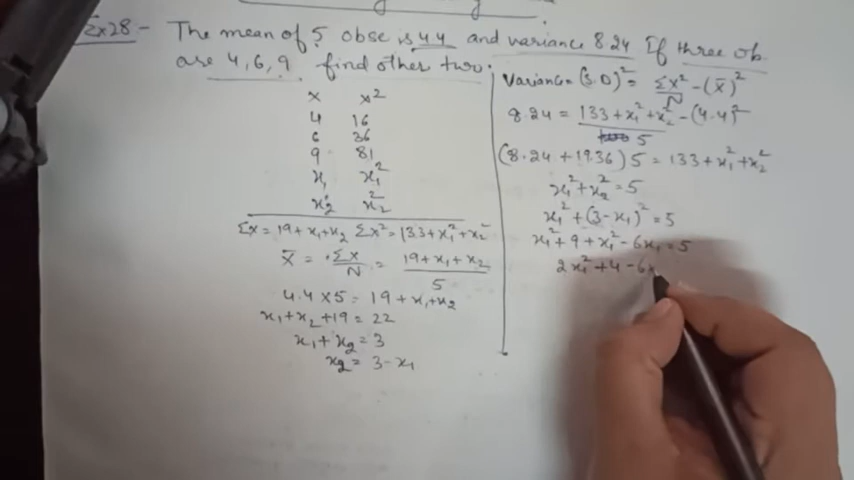 Ex28 - The mean of 5 obse is 4.4 and variance 8.24 If three ob.
are 4, 6, 9 find other two.
x x²
4 16
6 36
9 81
x₁ x₁²
x₂ x₂²
Σx = 19 + x₁ + x₂ Σx² = 133 + x₁² + x₂²
x̄ = Σx/N = (19 + x₁ + x₂)/5
4.4 × 5 = 19 + x₁ + x₂
x₁ + x₂ + 19 = 22
x₁ + x₂ = 3
x₂ = 3 - x₁
Variance = (S.D)² = Σx²/N - (x̄)²
8.24 = (133 + x₁² + x₂²)/5 - (4.4)²
(8.24 + 19.36) 5 = 133 + x₁² + x₂²
x₁² + x₂² = 5
x₁² + (3 - x₁)² = 5
x₁² + 9 + x₁² - 6x₁ = 5
2x₁² + 4 - 6x